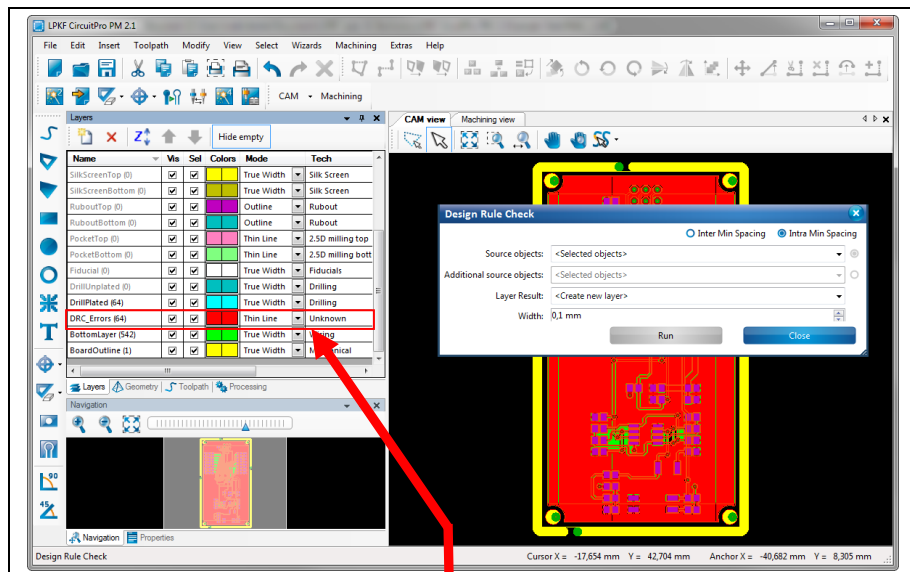 LPKF CircuitPro PM 2.1
File Edit Insert Toolpath Modify View Select Wizards Machining Extras Help
CAM Machining
Layers
Hide empty
Name Vis Sel Colors Mode Tech
SilkScreenTop (0) True Width Silk Screen
SilkScreenBottom (0) True Width Silk Screen
RuboutTop (0) Outline Rubout
RuboutBottom (0) Outline Rubout
PocketTop (0) Thin Line 2.5D milling top
PocketBottom (0) Thin Line 2.5D milling bott
Fiducial (0) True Width Fiducials
DrillUnplated (0) True Width Drilling
DrillPlated (64) True Width Drilling
DRC_Errors (64) Thin Line Unknown
BottomLayer (542) True Width
BoardOutline (1) True Width
Layers Geometry Toolpath Processing
Navigation
Navigation Properties
CAM view Machining view
Design Rule Check
Inter Min Spacing Intra Min Spacing
Source objects: <Selected objects>
Additional source objects: <Selected objects>
Layer Result: <Create new layer>
Width: 0,1 mm
Run Close
T
90
45
Design Rule Check Cursor X = -17,654 mm Y = 42,704 mm Anchor X = -40,682 mm Y = 8,305 mm